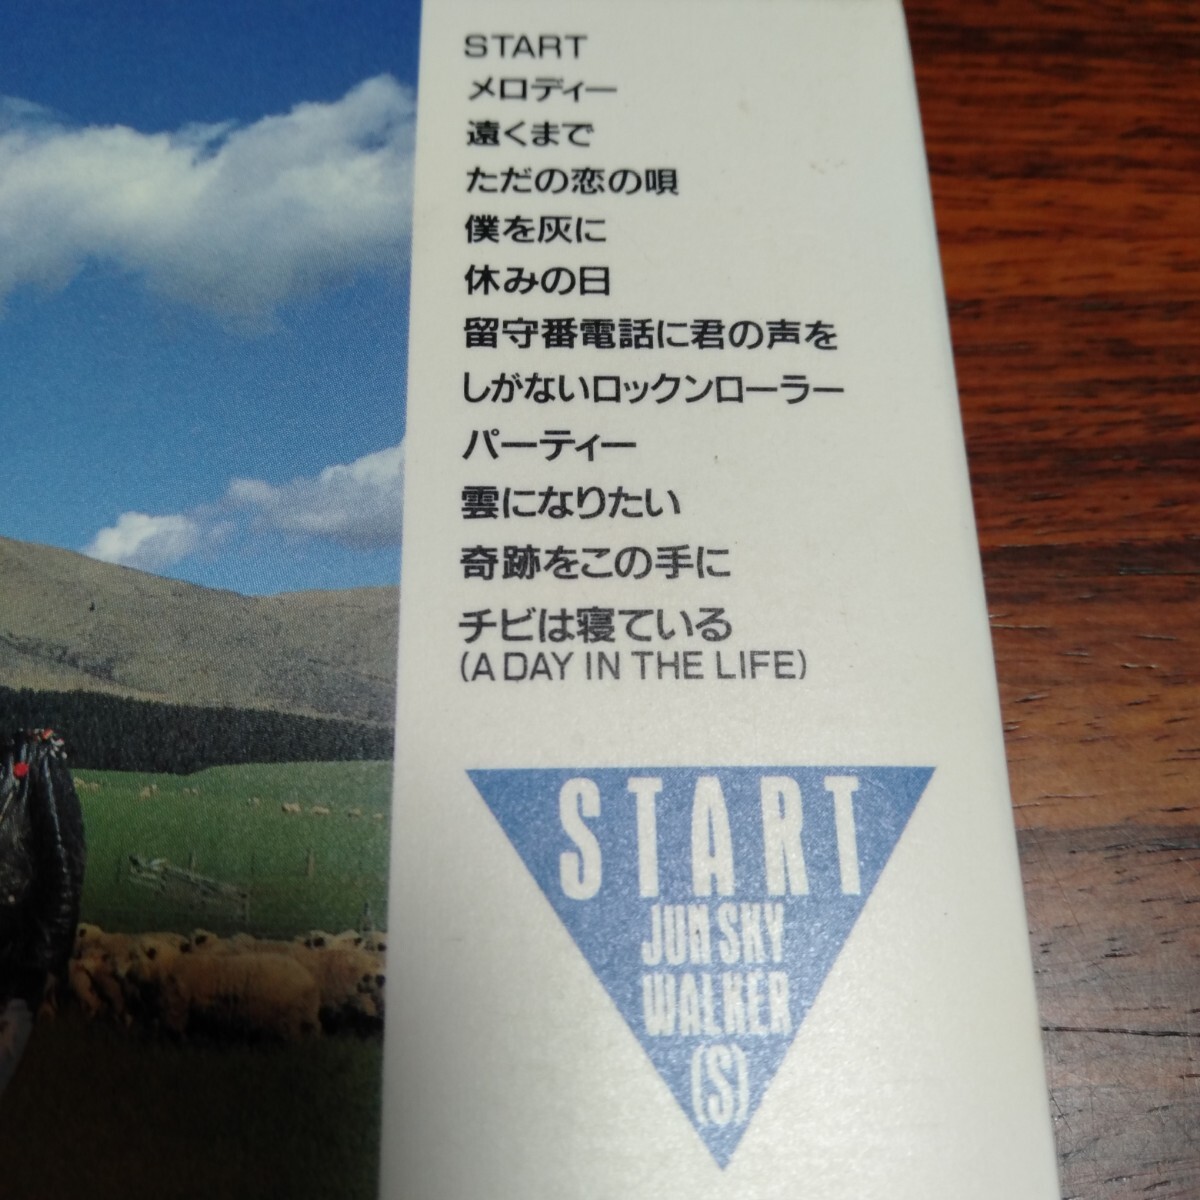 START
メロディー
遠くまで
ただの恋の唄
僕を灰に
休みの日
留守番電話に君の声を
しがないロックンローラー
パーティー
雲になりたい
奇跡をこの手に
チビは寝ている
(A DAY IN THE LIFE)
START
JUN SKY
WALKER
(S)